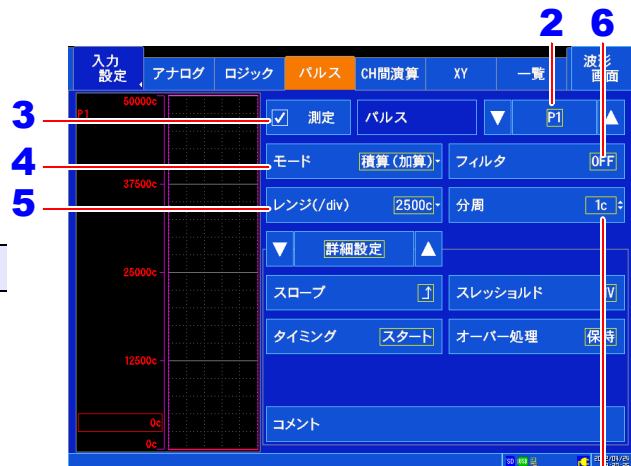 2 6
入力
設定 アナログ ロジック パルス CH間演算 XY 一覧 波形
画面
3 P1 50000c 測定 パルス P1
4 モード 積算(加算) フィルタ OFF
37500c
5 レンジ(/div) 2500c 分周 1c
詳細設定
25000c
スロープ スレッショルド V
タイミング スタート オーバー処理 保持
12500c
0c コメント
0c
SD USB